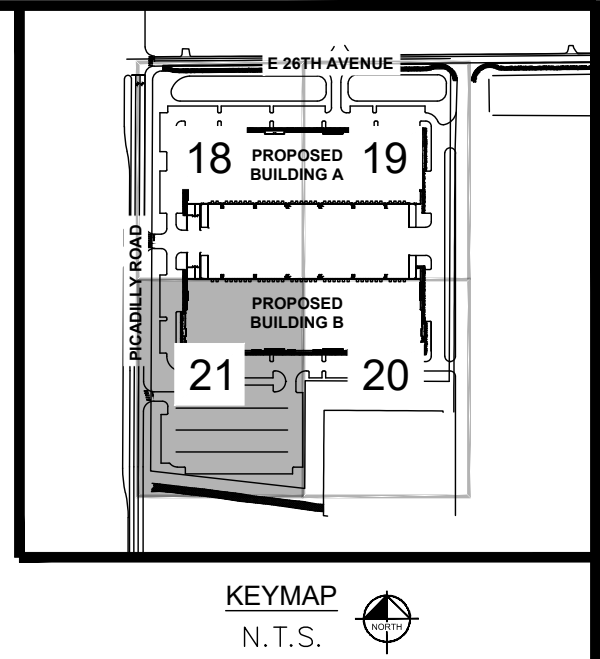 E 26TH AVENUE
18
PROPOSED
BUILDING A
19
PICADILLY ROAD
PROPOSED
BUILDING B
21
20
KEYMAP
N.T.S.
NORTH